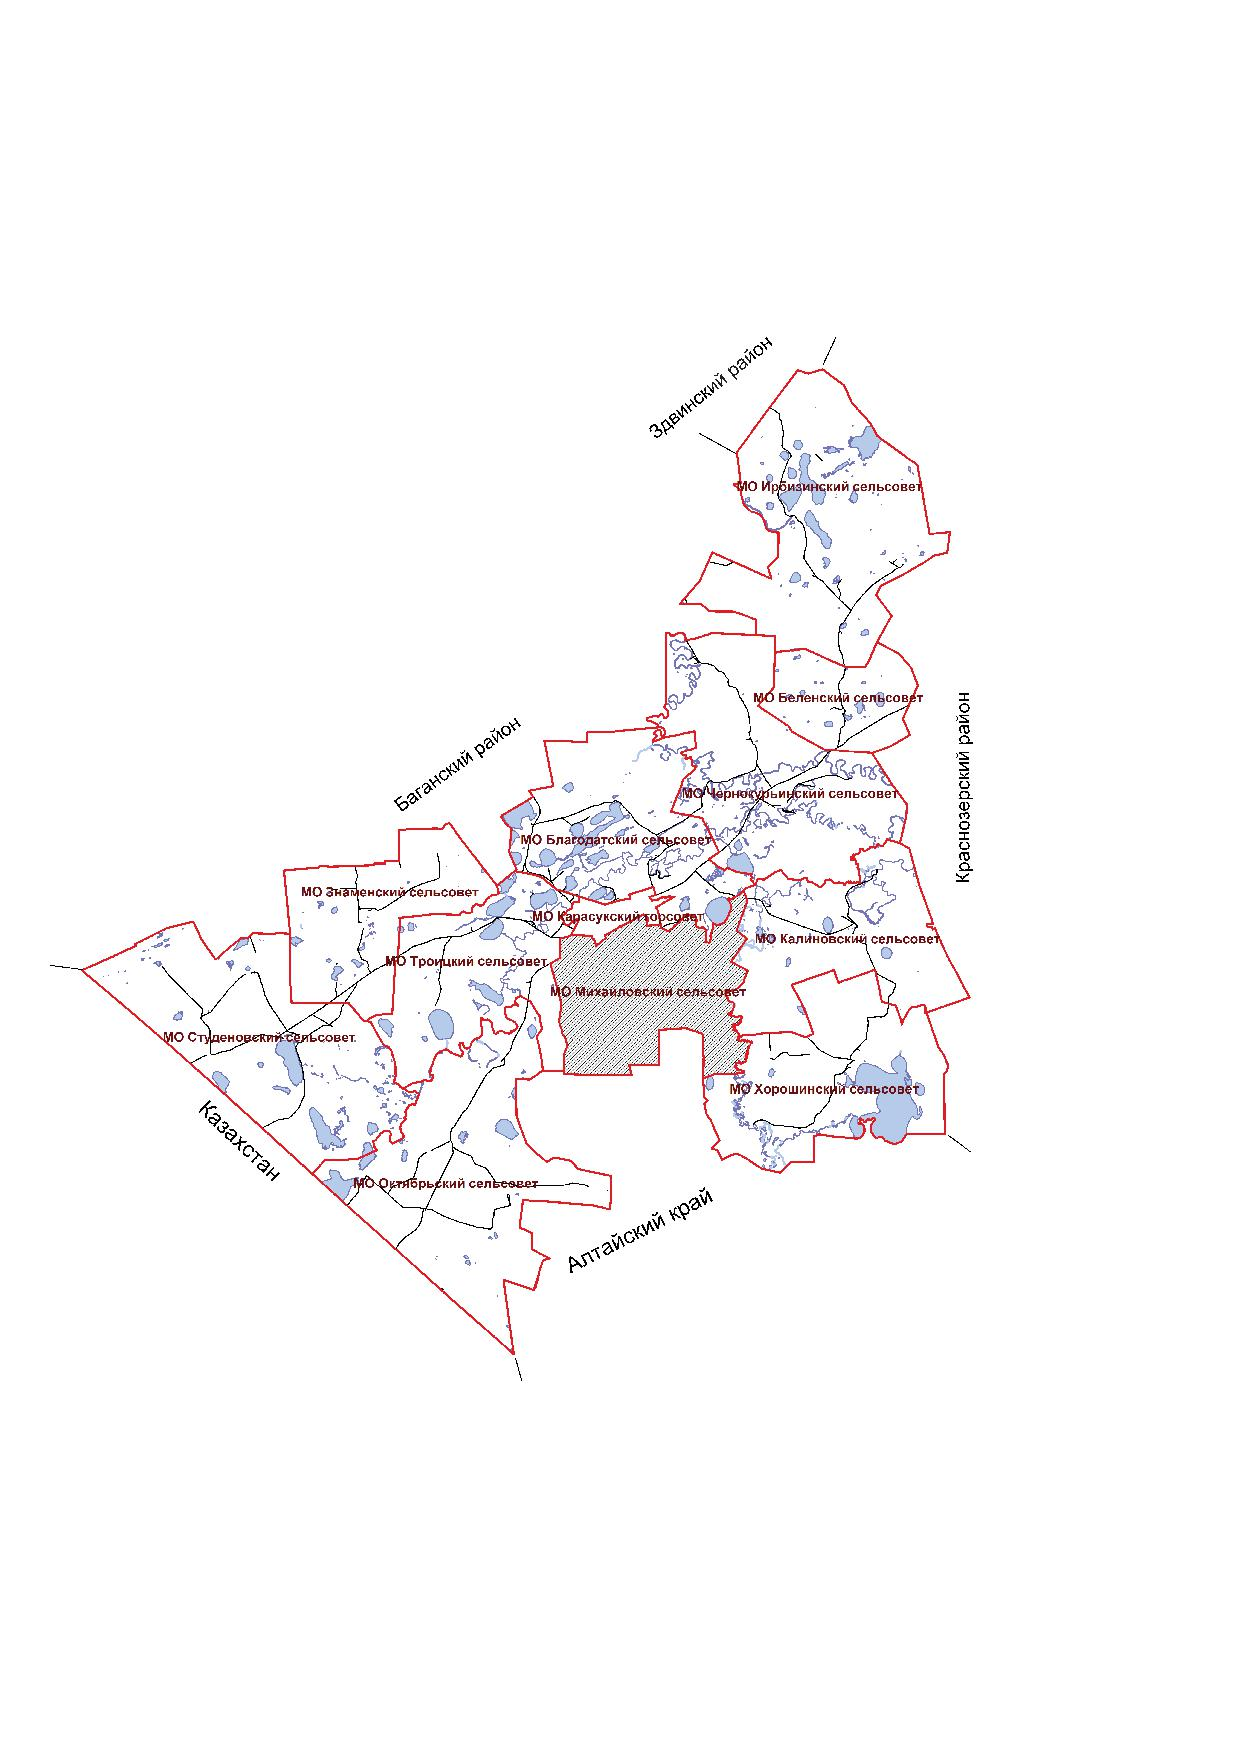 Здвинский район
МО Ирбизинский сельсовет
МО Беленский сельсовет
Баганский район
Краснозерский район
МО Чернокурьинский сельсовет
МО Благодатский сельсовет
МО Знаменский сельсовет
МО Карасукский горсовет
МО Калиновский сельсовет
МО Троицкий сельсовет
МО Михайловский сельсовет
МО Студеновский сельсовет
МО Хорошинский сельсовет
Казахстан
МО Октябрьский сельсовет
Алтайский край